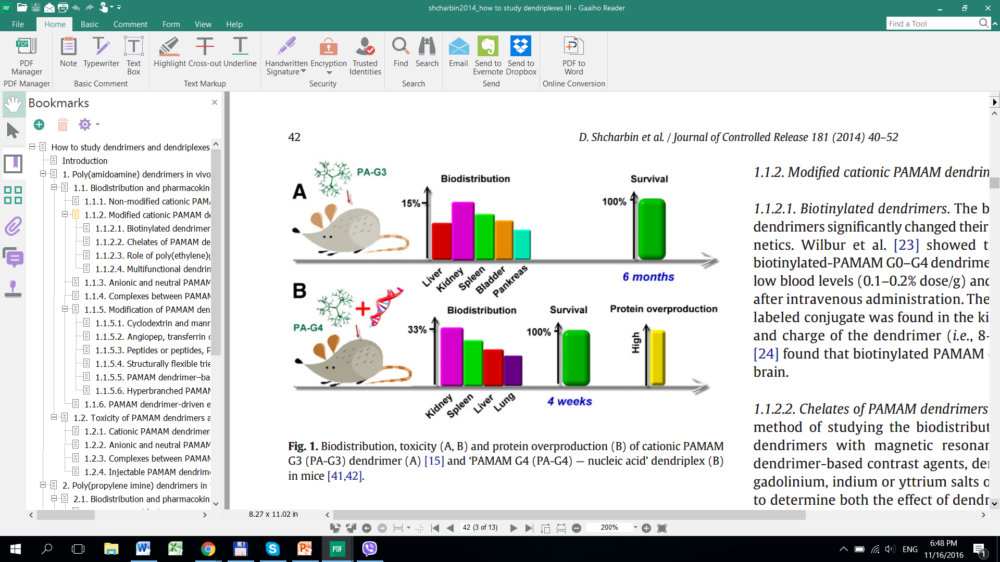 PDF
shcharbin2014_how to study dendriplexes III - Gaaiho Reader
File Home Basic Comment Form View Help
Find a Tool
PDF
PDF Manager
Note
Typewriter
Text Box
Highlight
Cross-out
Underline
Handwritten Signature
Encryption
Trusted Identities
Find
Search
Email
Send to Evernote
Send to Dropbox
PDF to Word
PDF Manager
Basic Comment
Text Markup
Security
Search
Send
Online Conversion
Bookmarks
How to study dendrimers and dendriplexes
Introduction
1. Poly(amidoamine) dendrimers in vivo
1.1. Biodistribution and pharmacokin
1.1.1. Non-modified cationic PAM
1.1.2. Modified cationic PAMAM de
1.1.2.1. Biotinylated dendrimer
1.1.2.2. Chelates of PAMAM de
1.1.2.3. Role of poly(ethylene)g
1.1.2.4. Multifunctional dendrin
1.1.3. Anionic and neutral PAMAM
1.1.4. Complexes between PAMAM
1.1.5. Modification of PAMAM den
1.1.5.1. Cyclodextrin and manr
1.1.5.2. Angiopep, transferrin c
1.1.5.3. Peptides or peptides, P
1.1.5.4. Structurally flexible trie
1.1.5.5. PAMAM dendrimer–ba
1.1.5.6. Hyperbranched PAMAM
1.1.6. PAMAM dendrimer-driven e
1.2. Toxicity of PAMAM dendrimers a
1.2.1. Cationic PAMAM dendrimer
1.2.2. Anionic and neutral PAMAM
1.2.3. Complexes between PAMAM
1.2.4. Injectable PAMAM dendrime
2. Poly(propylene imine) dendrimers in
2.1. Biodistribution and pharmacokin
42
D. Shcharbin et al. / Journal of Controlled Release 181 (2014) 40–52
A
PA-G3
Biodistribution
15%
Liver
Kidney
Spleen
Bladder
Pankreas
Survival
100%
6 months
B
PA-G4
+
Biodistribution
33%
Kidney
Spleen
Liver
Lung
Survival
100%
4 weeks
Protein overproduction
High
Fig. 1. Biodistribution, toxicity (A, B) and protein overproduction (B) of cationic PAMAM
G3 (PA-G3) dendrimer (A) [15] and ‘PAMAM G4 (PA-G4) — nucleic acid’ dendriplex (B)
in mice [41,42].
1.1.2. Modified cationic PAMAM dendrin
1.1.2.1. Biotinylated dendrimers. The b
dendrimers significantly changed their
netics. Wilbur et al. [23] showed t
biotinylated-PAMAM G0–G4 dendrime
low blood levels (0.1–0.2% dose/g) and
after intravenous administration. The
labeled conjugate was found in the ki
and charge of the dendrimer (i.e., 8-
[24] found that biotinylated PAMAM
brain.
1.1.2.2. Chelates of PAMAM dendrimers
method of studying the biodistribut
dendrimers with magnetic resonan
dendrimer-based contrast agents, der
gadolinium, indium or yttrium salts o
to determine both the effect of dendr
8.27 x 11.02 in
42 (3 of 13)
200%
PDF
ENG
6:48 PM
11/16/2016
1